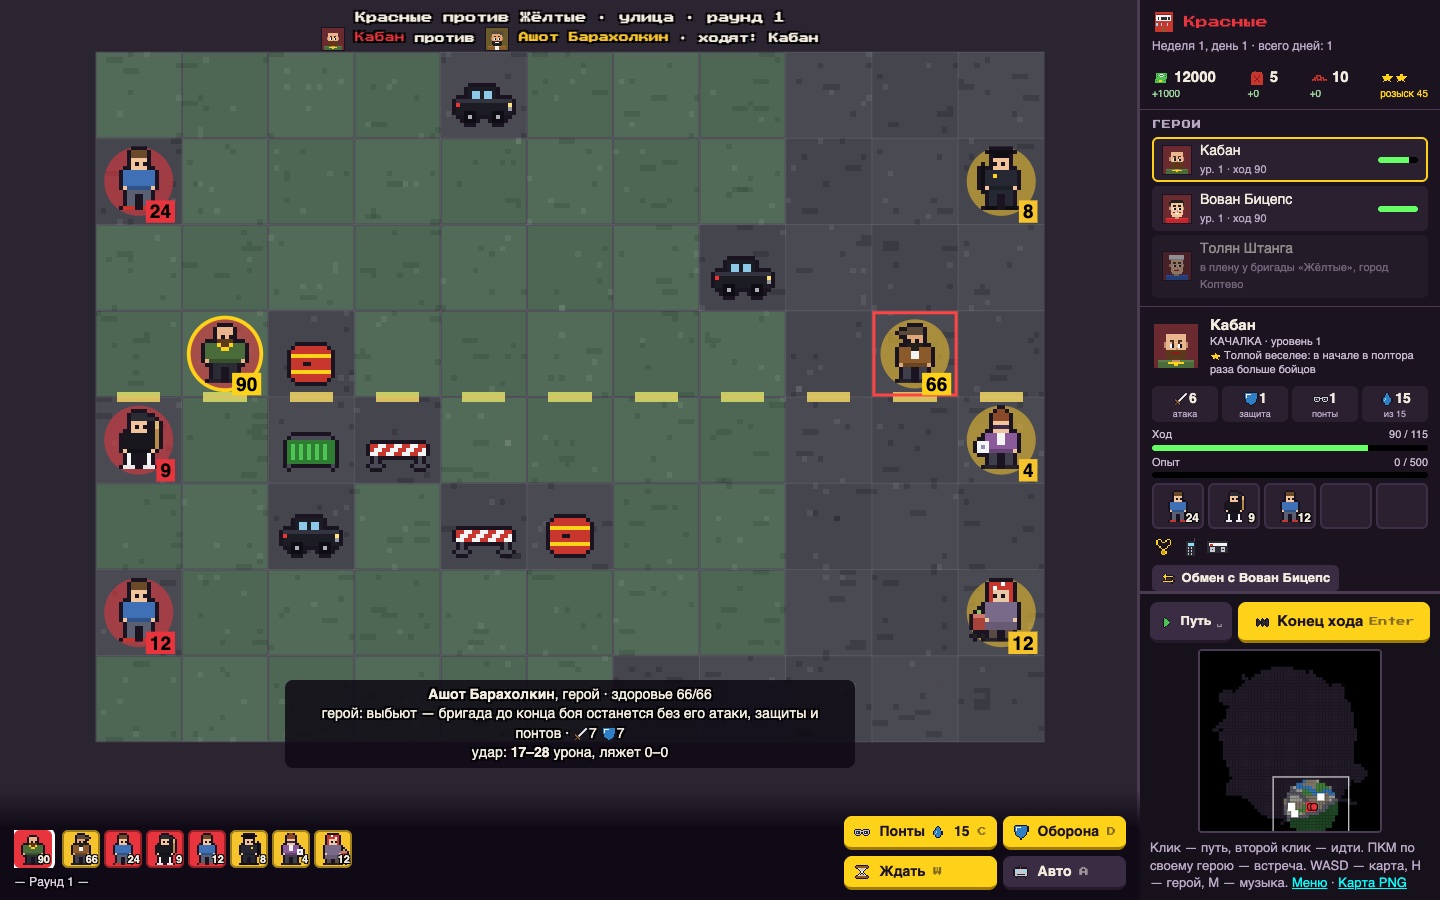 Красные против Жёлтые · улица · раунд 1
Кабан против Ашот Барахолкин · ходят: Кабан
24
8
90
66
9
4
12
12
Ашот Барахолкин, герой · здоровье 66/66
герой: выбьют — бригада до конца боя останется без его атаки, защиты и
понтов · 7 7
удар: 17–28 урона, ляжет 0–0
90
66
24
9
12
8
4
12
— Раунд 1 —
Понты 15 C
Оборона D
Ждать W
Авто A
Красные
Неделя 1, день 1 · всего дней: 1
12000
5
10
+1000
+0
+0
розыск 45
ГЕРОИ
Кабан
ур. 1 · ход 90
Вован Бицепс
ур. 1 · ход 90
Толян Штанга
в плену у бригады «Жёлтые», город
Коптево
Кабан
КАЧАЛКА · уровень 1
Толпой веселее: в начале в полтора
раза больше бойцов
6
1
1
15
атака
защита
понты
из 15
Ход
90 / 115
Опыт
0 / 500
24
9
12
Обмен с Вован Бицепс
Путь
Конец хода Enter
Клик — путь, второй клик — идти. ПКМ по
своему герою — встреча. WASD — карта, H
— герой, M — музыка. Меню · Карта PNG